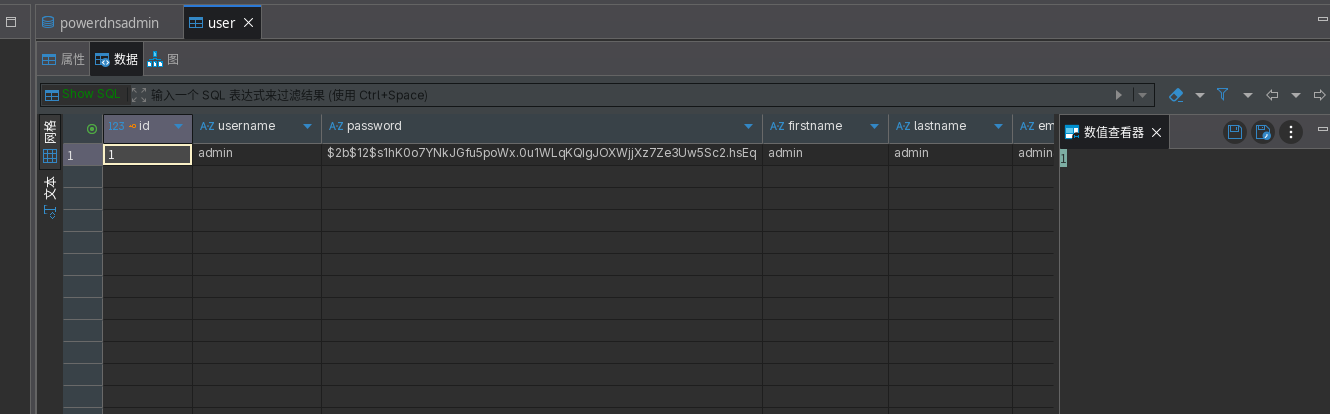 powerdnsadmin user
属性 数据 图
Show SQL 输入一个 SQL 表达式来过滤结果 (使用 Ctrl+Space)
网格
文本
123 id A-Z username A-Z password A-Z firstname A-Z lastname A-Z em
1 1 admin $2b$12$s1hK0o7YNkJGfu5poWx.0u1WLqKQIgJOXWjjXz7Ze3Uw5Sc2.hsEq admin admin admin
数值查看器
1